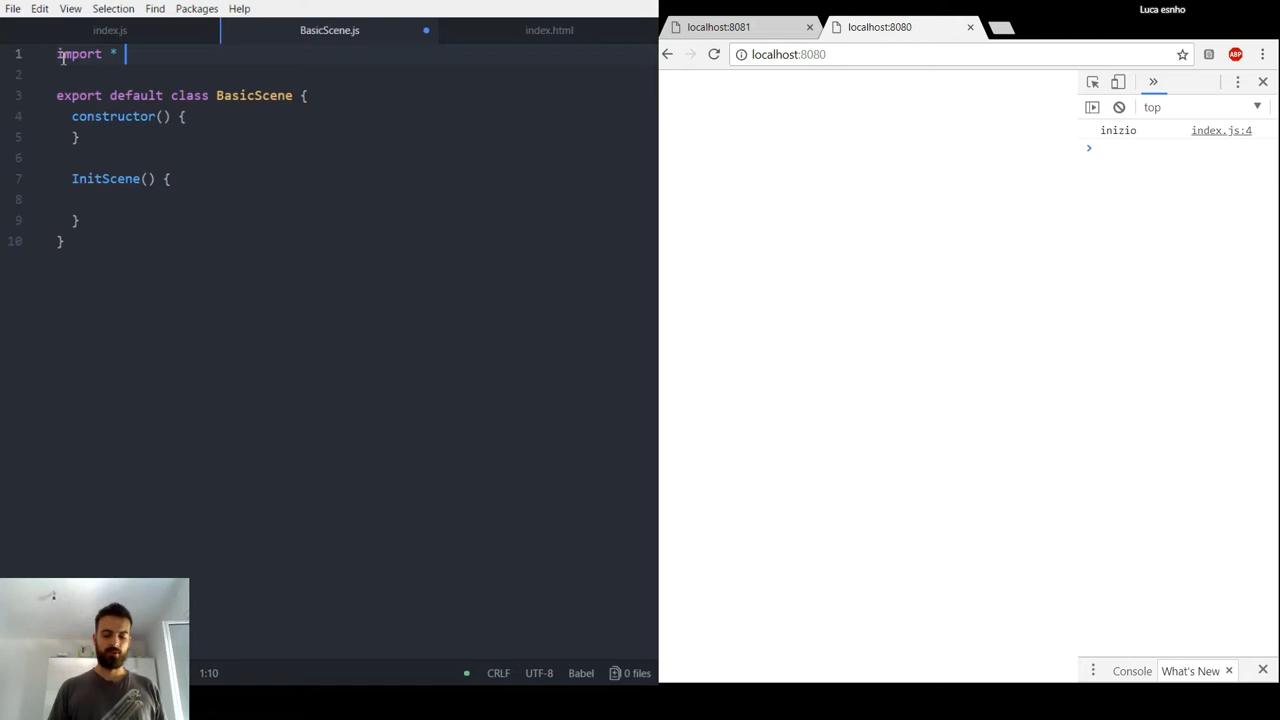 Luca esnho
File Edit View Selection Find Packages Help
index.js BasicScene.js index.html
1 import *
2
3 export default class BasicScene {
4 constructor() {
5 }
6
7 InitScene() {
8
9 }
10 }
1:10 CRLF UTF-8 Babel 0 files
localhost:8081 localhost:8080
localhost:8080 ABP
top
inizio index.js:4
Console What's New